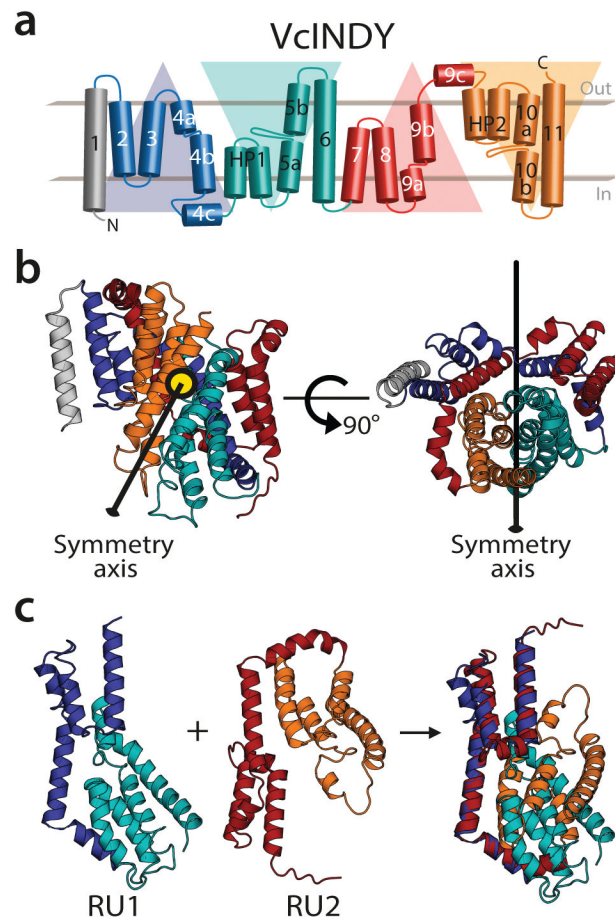 a
VcINDY
9c
C
Out
4a
5b
9b
HP2
10
a
1
2
3
4b
HP1
5a
6
7
8
9a
10
b
11
In
N
4c
b
90°
Symmetry
axis
Symmetry
axis
c
+
RU1
RU2